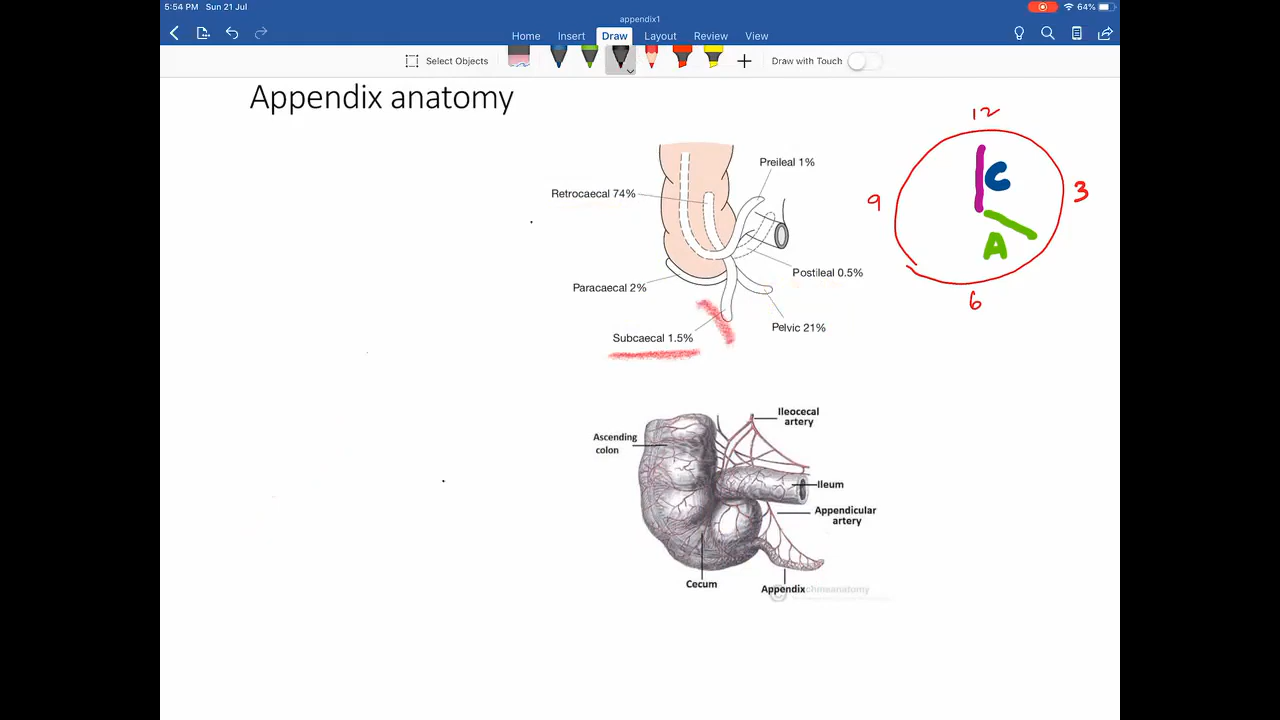 5:54 PM Sun 21 Jul
64%
appendix1
Home Insert Draw Layout Review View
Select Objects
Draw with Touch
Appendix anatomy
Preileal 1%
Retrocaecal 74%
Postileal 0.5%
Paracaecal 2%
Pelvic 21%
Subcaecal 1.5%
12
C
9
3
A
6
Ileocecal
artery
Ascending
colon
Ileum
Appendicular
artery
Cecum
Appendix
achmeanatomy